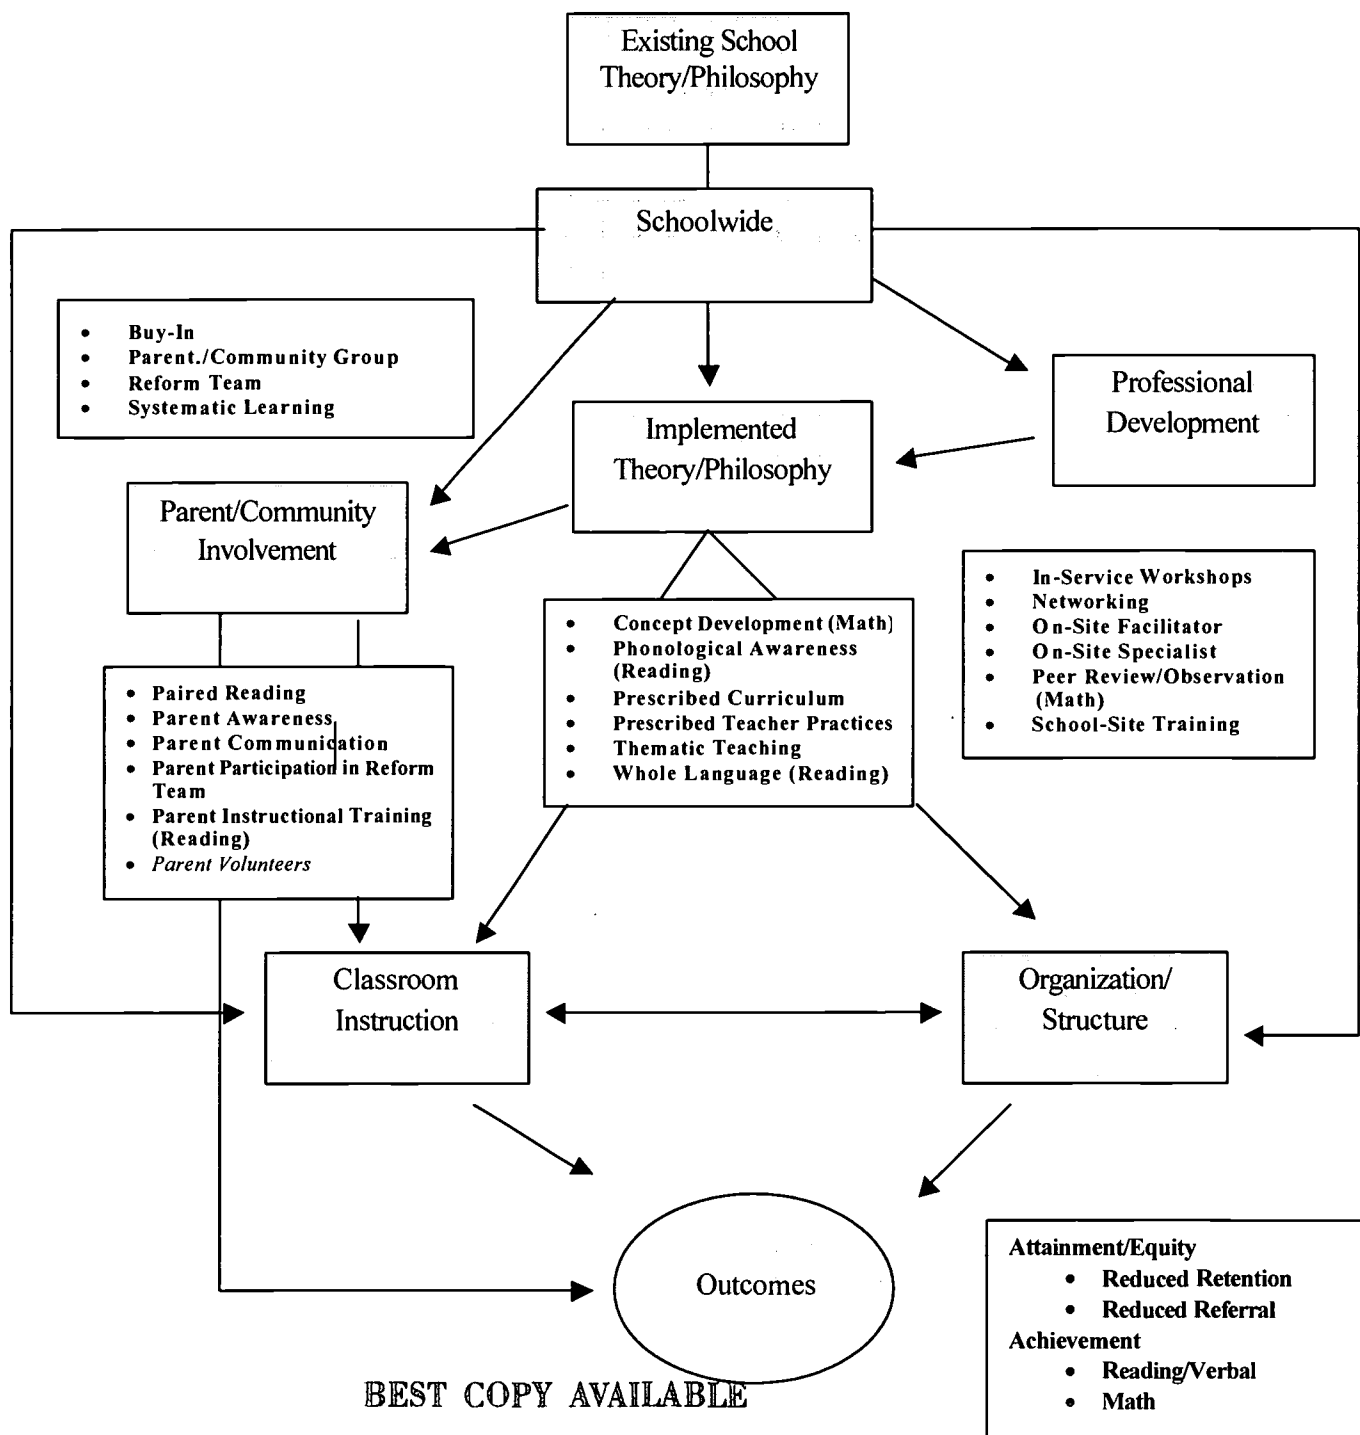 Existing School
Theory/Philosophy
Schoolwide
• Buy-In
• Parent./Community Group
• Reform Team
• Systematic Learning
Professional
Development
Implemented
Theory/Philosophy
Parent/Community
Involvement
• In-Service Workshops
• Networking
• On-Site Facilitator
• On-Site Specialist
• Peer Review/Observation
(Math)
• School-Site Training
• Concept Development (Math)
• Phonological Awareness
(Reading)
• Prescribed Curriculum
• Prescribed Teacher Practices
• Thematic Teaching
• Whole Language (Reading)
• Paired Reading
• Parent Awareness
• Parent Communication
• Parent Participation in Reform
Team
• Parent Instructional Training
(Reading)
• Parent Volunteers
Classroom
Instruction
Organization/
Structure
Outcomes
Attainment/Equity
• Reduced Retention
• Reduced Referral
Achievement
• Reading/Verbal
• Math
BEST COPY AVAILABLE